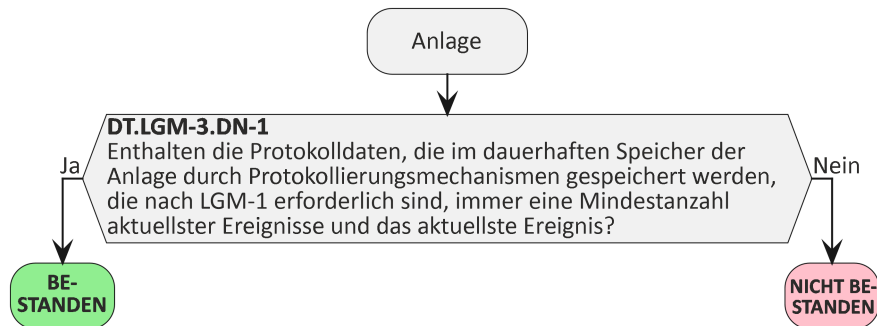 Anlage
DT.LGM-3.DN-1
Enthalten die Protokolldaten, die im dauerhaften Speicher der
Ja
Anlage durch Protokollierungsmechanismen gespeichert werden,
Nein
die nach LGM-1 erforderlich sind, immer eine Mindestanzahl
aktuellster Ereignisse und das aktuellste Ereignis?
BE-
STANDEN
NICHT BE-
STANDEN